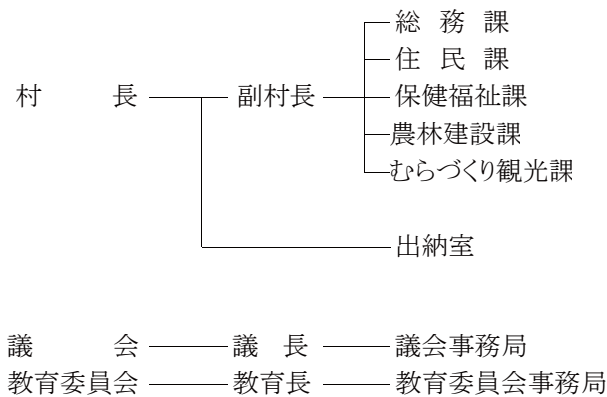 総務課
住民課
村長 副村長 保健福祉課
農林建設課
むらづくり観光課
出納室
議会 議長 議会事務局
教育委員会 教育長 教育委員会事務局